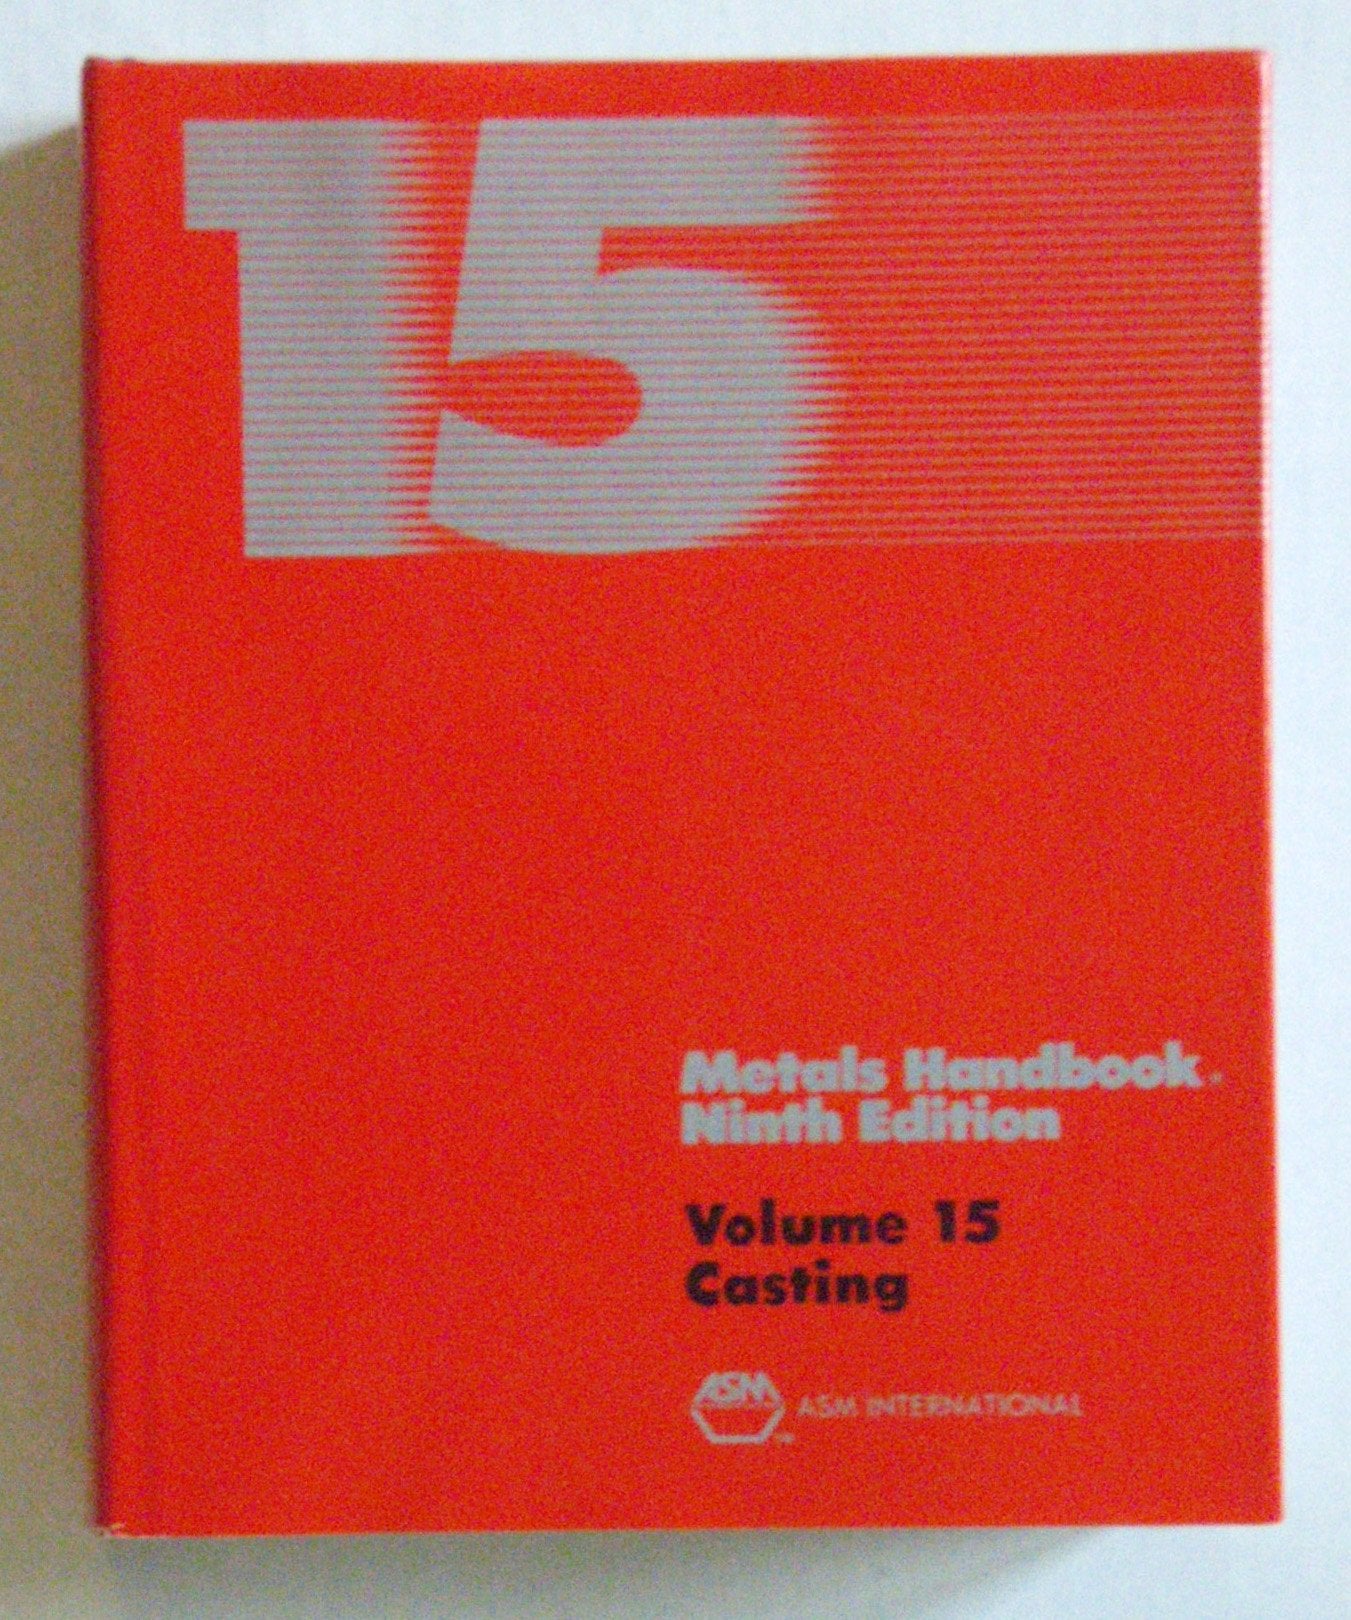 15
Metals Handbook
Ninth Edition
Volume 15
Casting
ASM
ASM INTERNATIONAL